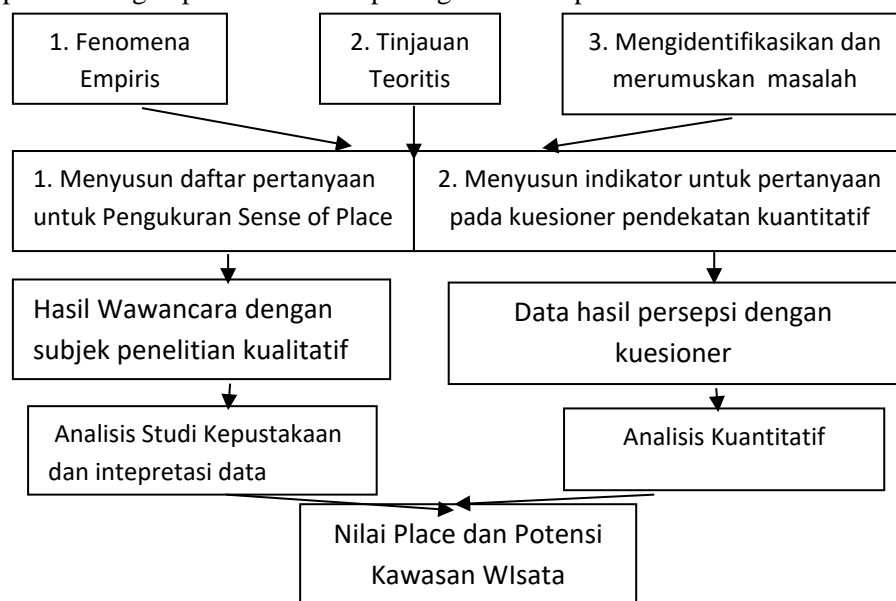 1. Fenomena
Empiris
2. Tinjauan
Teoritis
3. Mengidentifikasikan dan
merumuskan masalah
1. Menyusun daftar pertanyaan
untuk Pengukuran Sense of Place
2. Menyusun indikator untuk pertanyaan
pada kuesioner pendekatan kuantitatif
Hasil Wawancara dengan
subjek penelitian kualitatif
Data hasil persepsi dengan
kuesioner
Analisis Studi Kepustakaan
dan intepretasi data
Analisis Kuantitatif
Nilai Place dan Potensi
Kawasan WIsata